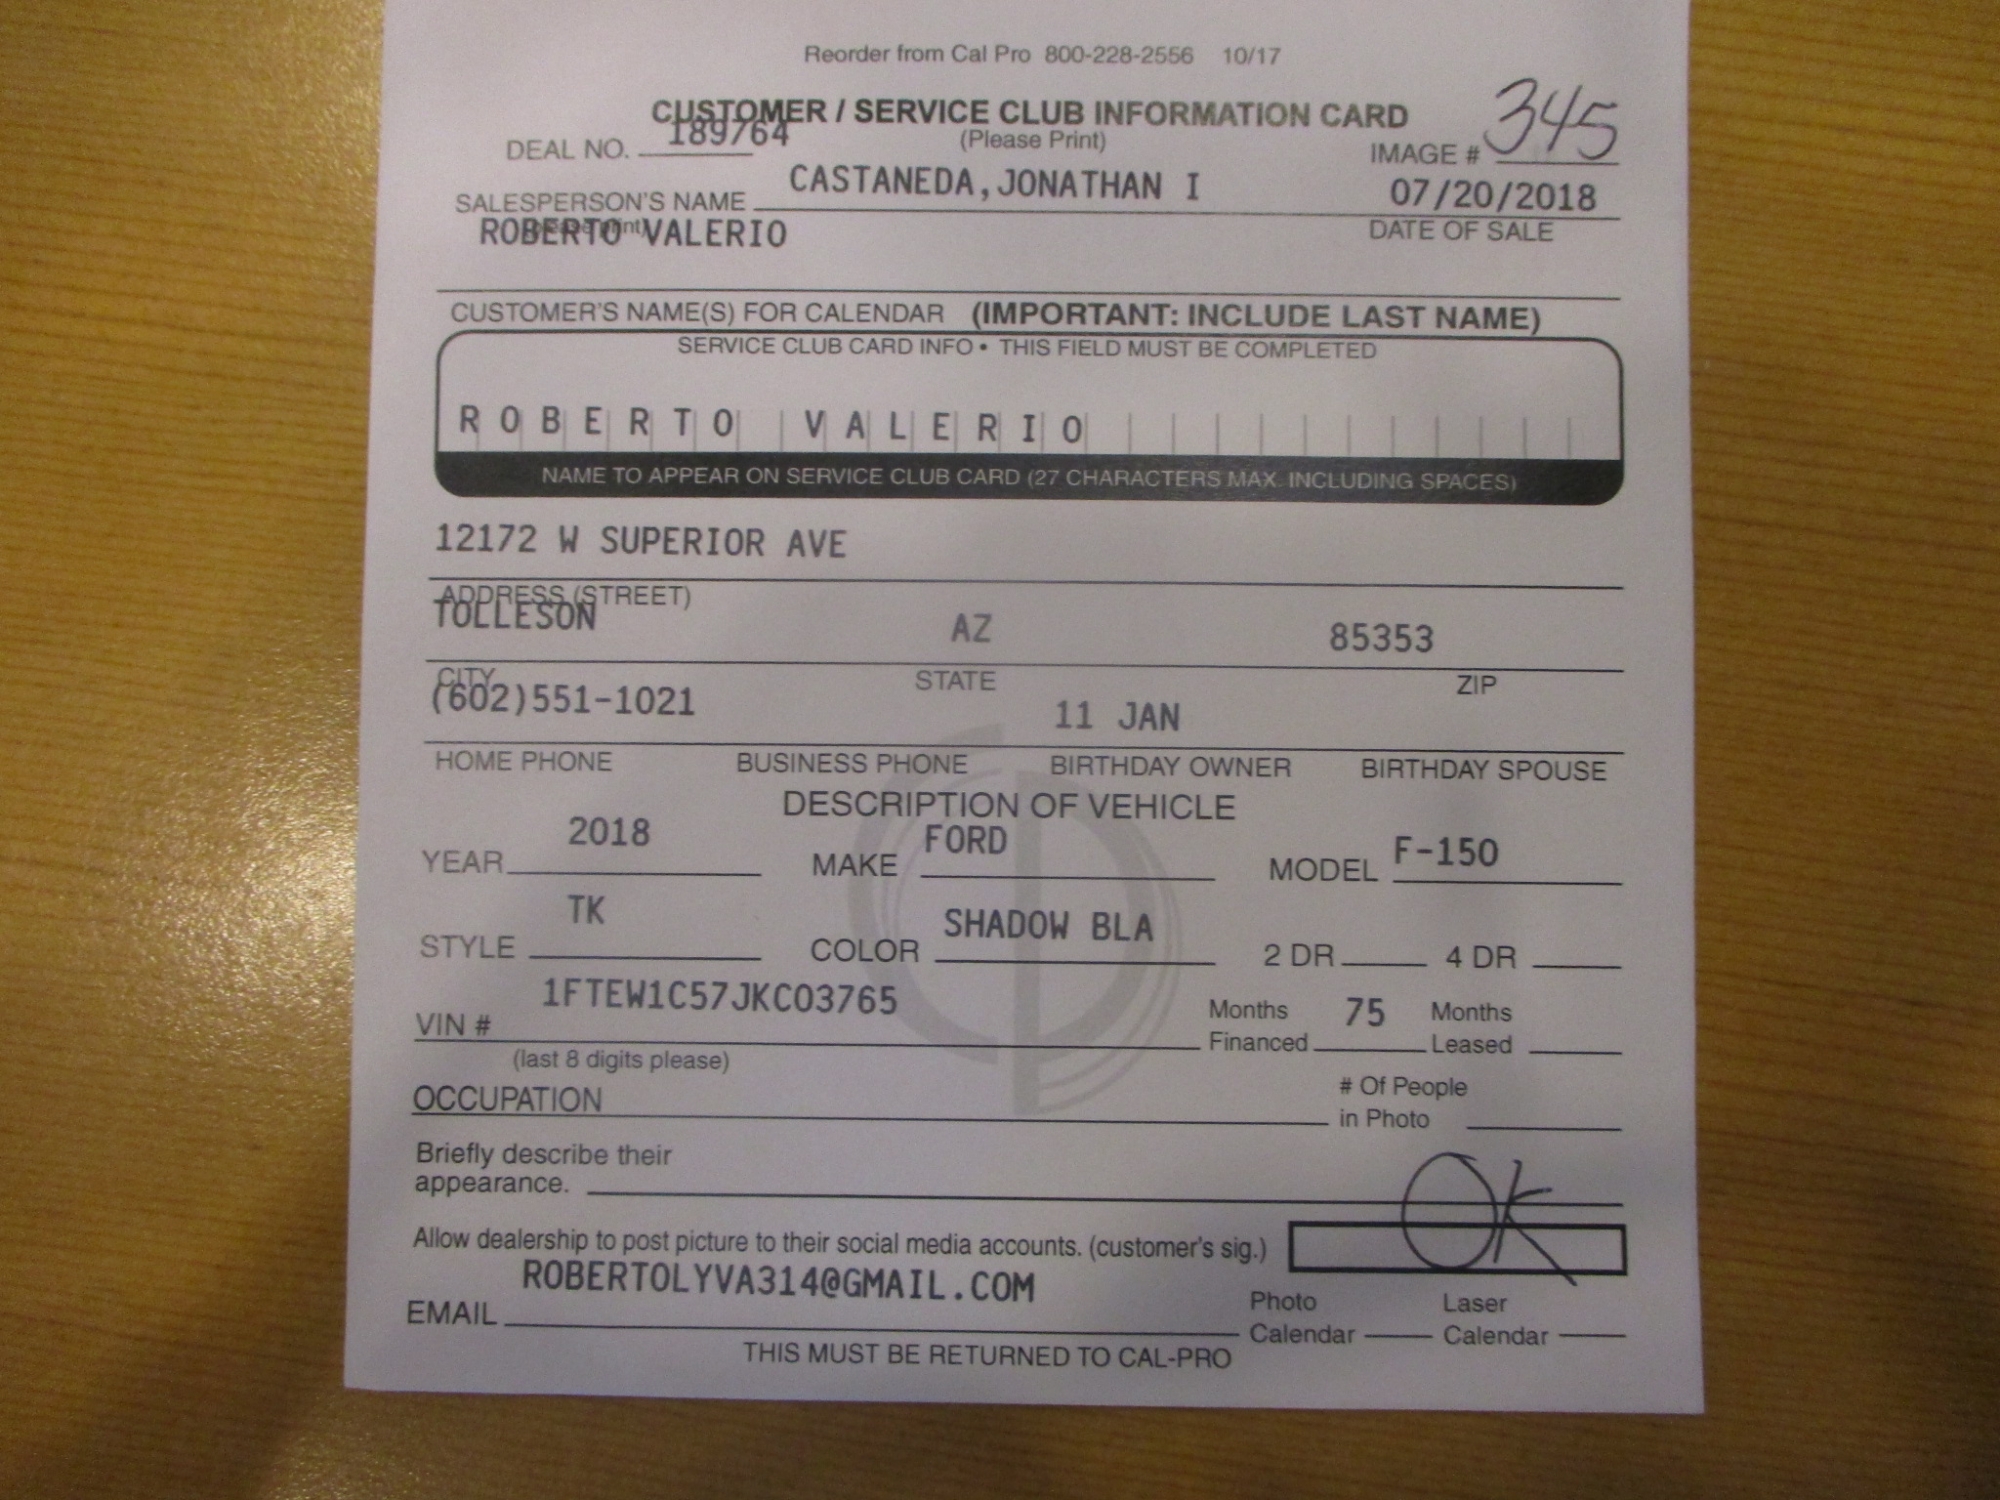 Reorder from Cal Pro 800-228-2556 10/17
CUSTOMER / SERVICE CLUB INFORMATION CARD
(Please Print)
DEAL NO. 189764 IMAGE # 345
SALESPERSON'S NAME CASTANEDA,JONATHAN I 07/20/2018
(please print) DATE OF SALE
ROBERTO VALERIO
CUSTOMER'S NAME(S) FOR CALENDAR (IMPORTANT: INCLUDE LAST NAME)
SERVICE CLUB CARD INFO • THIS FIELD MUST BE COMPLETED
ROBERTO VALERIO
NAME TO APPEAR ON SERVICE CLUB CARD (27 CHARACTERS MAX. INCLUDING SPACES)
12172 W SUPERIOR AVE
ADDRESS (STREET)
TOLLESON AZ 85353
CITY STATE ZIP
(602)551-1021 11 JAN
HOME PHONE BUSINESS PHONE BIRTHDAY OWNER BIRTHDAY SPOUSE
DESCRIPTION OF VEHICLE
YEAR 2018 MAKE FORD MODEL F-150
STYLE TK COLOR SHADOW BLA 2 DR 4 DR
VIN # 1FTEW1C57JKC03765 Months Financed 75 Months Leased
(last 8 digits please)
OCCUPATION # Of People in Photo
Briefly describe their
appearance.
OK
Allow dealership to post picture to their social media accounts. (customer's sig.)
EMAIL ROBERTOLYVA314@GMAIL.COM Photo Calendar Laser Calendar
THIS MUST BE RETURNED TO CAL-PRO